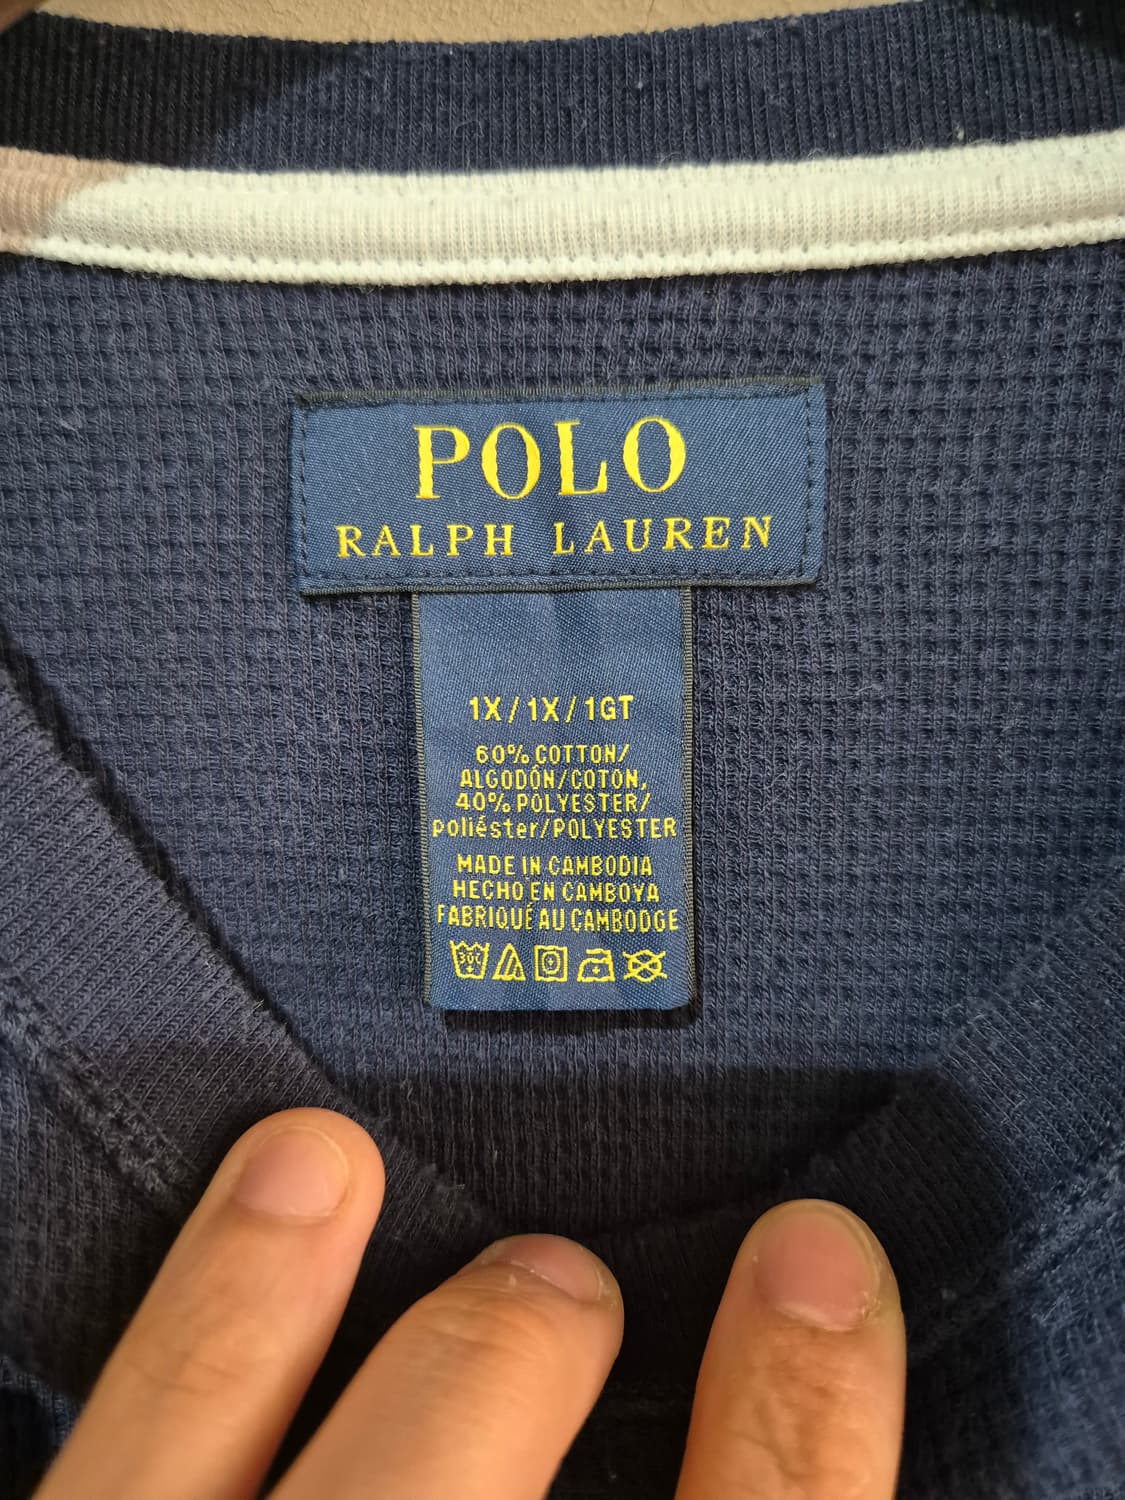 POLO
RALPH LAUREN
1X/1X/1GT
60% COTTON/
ALGODÓN/COTON,
40% POLYESTER/
poliéster/POLYESTER
MADE IN CAMBODIA
HECHO EN CAMBOYA
FABRIQUÉ AU CAMBODGE
30C